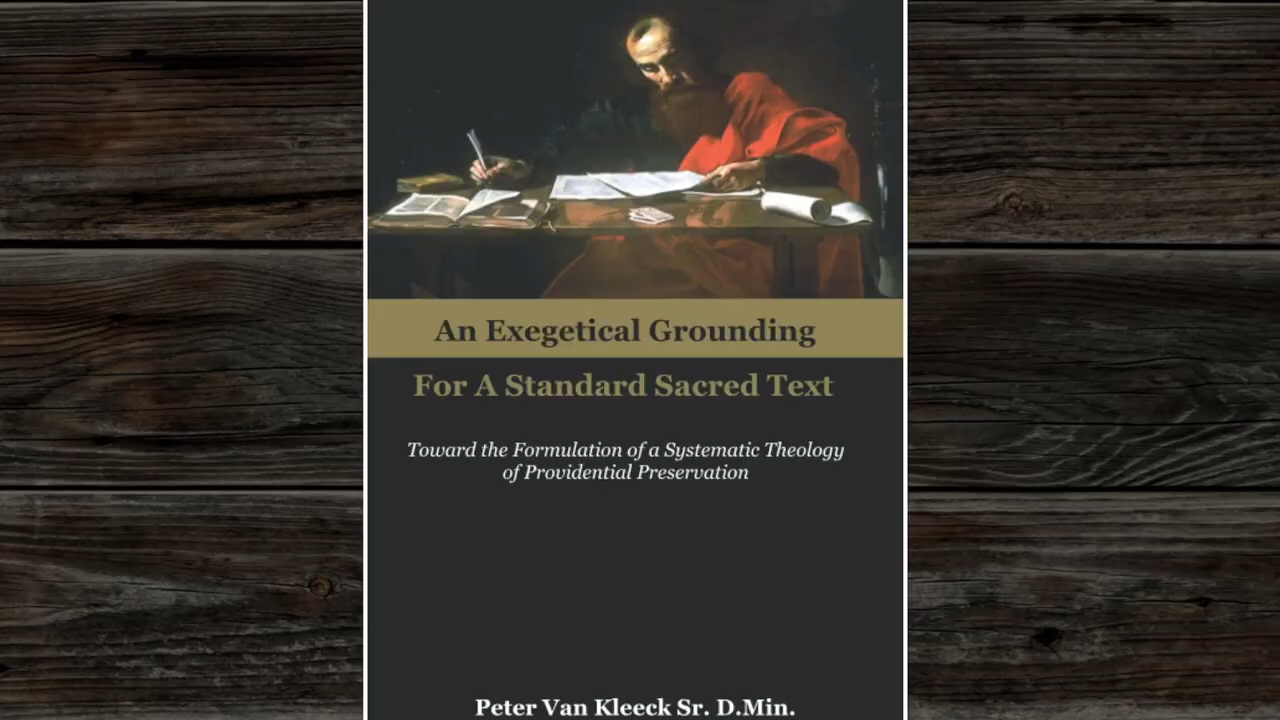 An Exegetical Grounding
For A Standard Sacred Text
Toward the Formulation of a Systematic Theology
of Providential Preservation
Peter Van Kleeck Sr. D.Min.